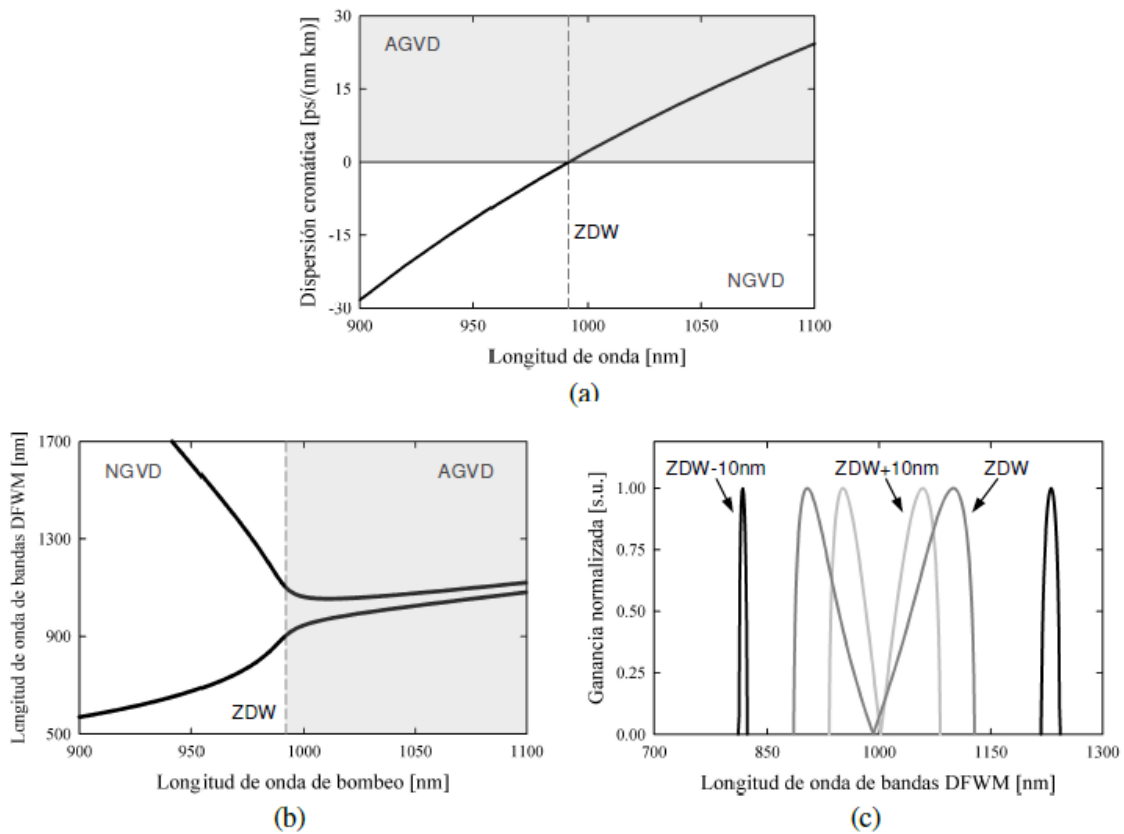 30
AGVD
15
0
-15
-30
ZDW
NGVD
900
950
1000
1050
1100
Dispersión cromática [ps/(nm km)]
Longitud de onda [nm]
(a)
1700
NGVD
AGVD
1300
900
500
ZDW
900
950
1000
1050
1100
Longitud de onda de bandas DFWM [nm]
Longitud de onda de bombeo [nm]
(b)
ZDW-10nm
ZDW+10nm
ZDW
1.00
0.75
0.50
0.25
0.00
700
850
1000
1150
1300
Ganancia normalizada [s.u.]
Longitud de onda de bandas DFWM [nm]
(c)